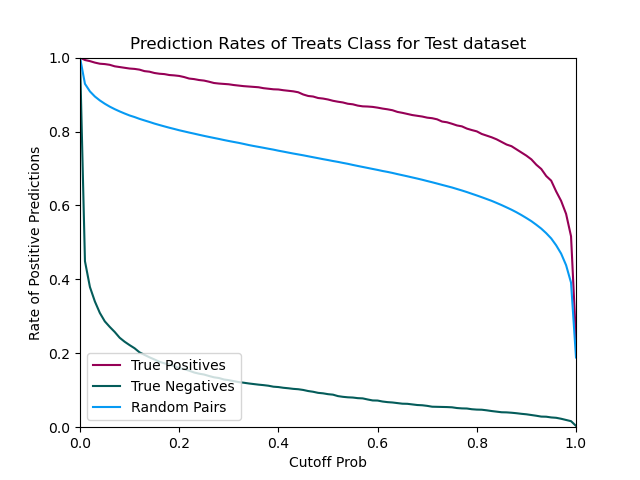 Prediction Rates of Treats Class for Test dataset
Rate of Postitive Predictions
1.0
0.8
0.6
0.4
0.2
0.0
True Positives
True Negatives
Random Pairs
0.0 0.2 0.4 0.6 0.8 1.0
Cutoff Prob